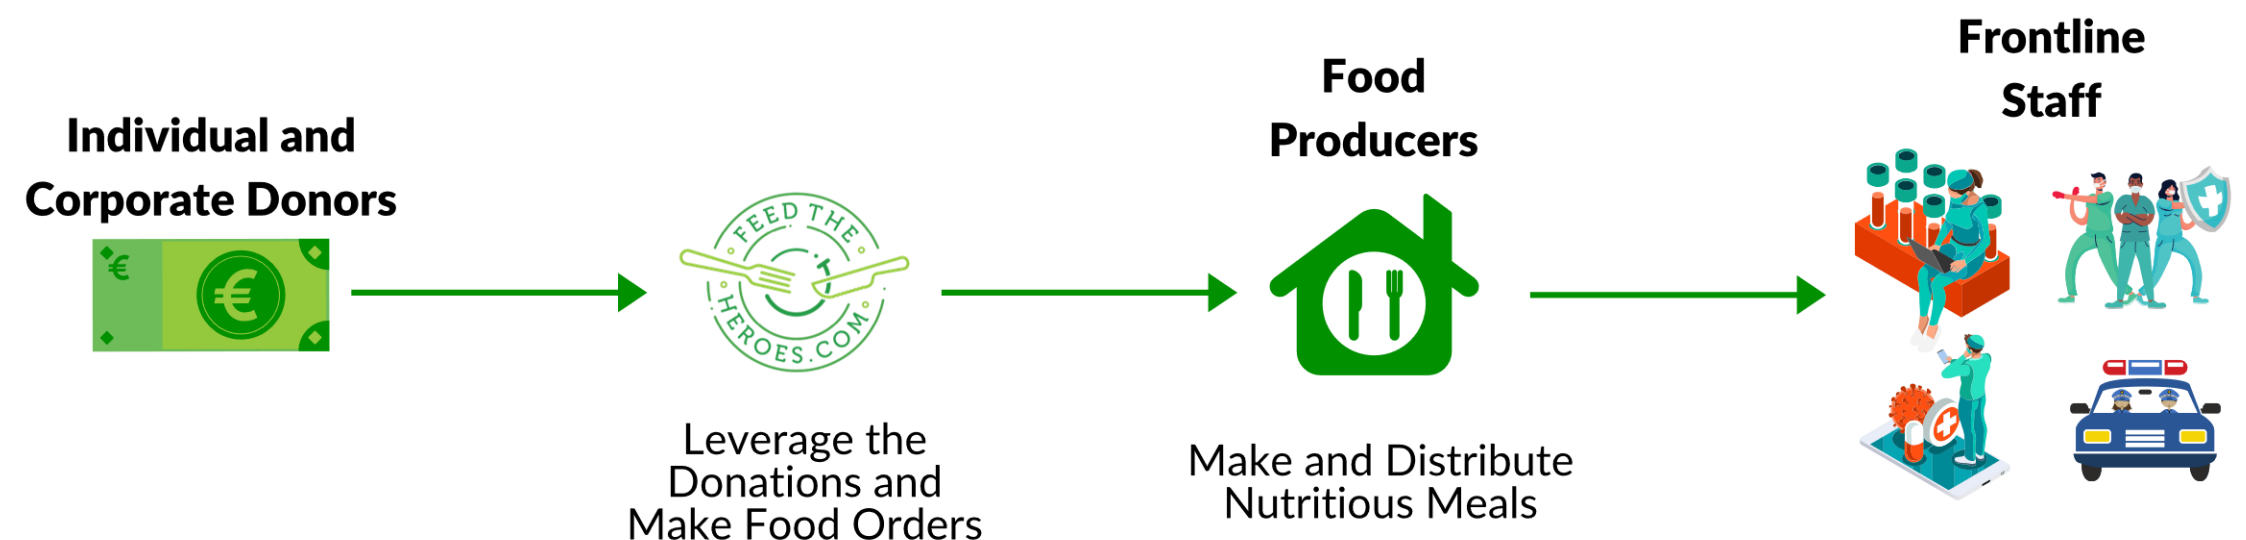 Individual and
Corporate Donors
€
€
FEED THE
HEROES.COM
Leverage the
Donations and
Make Food Orders
Food
Producers
Make and Distribute
Nutritious Meals
Frontline
Staff